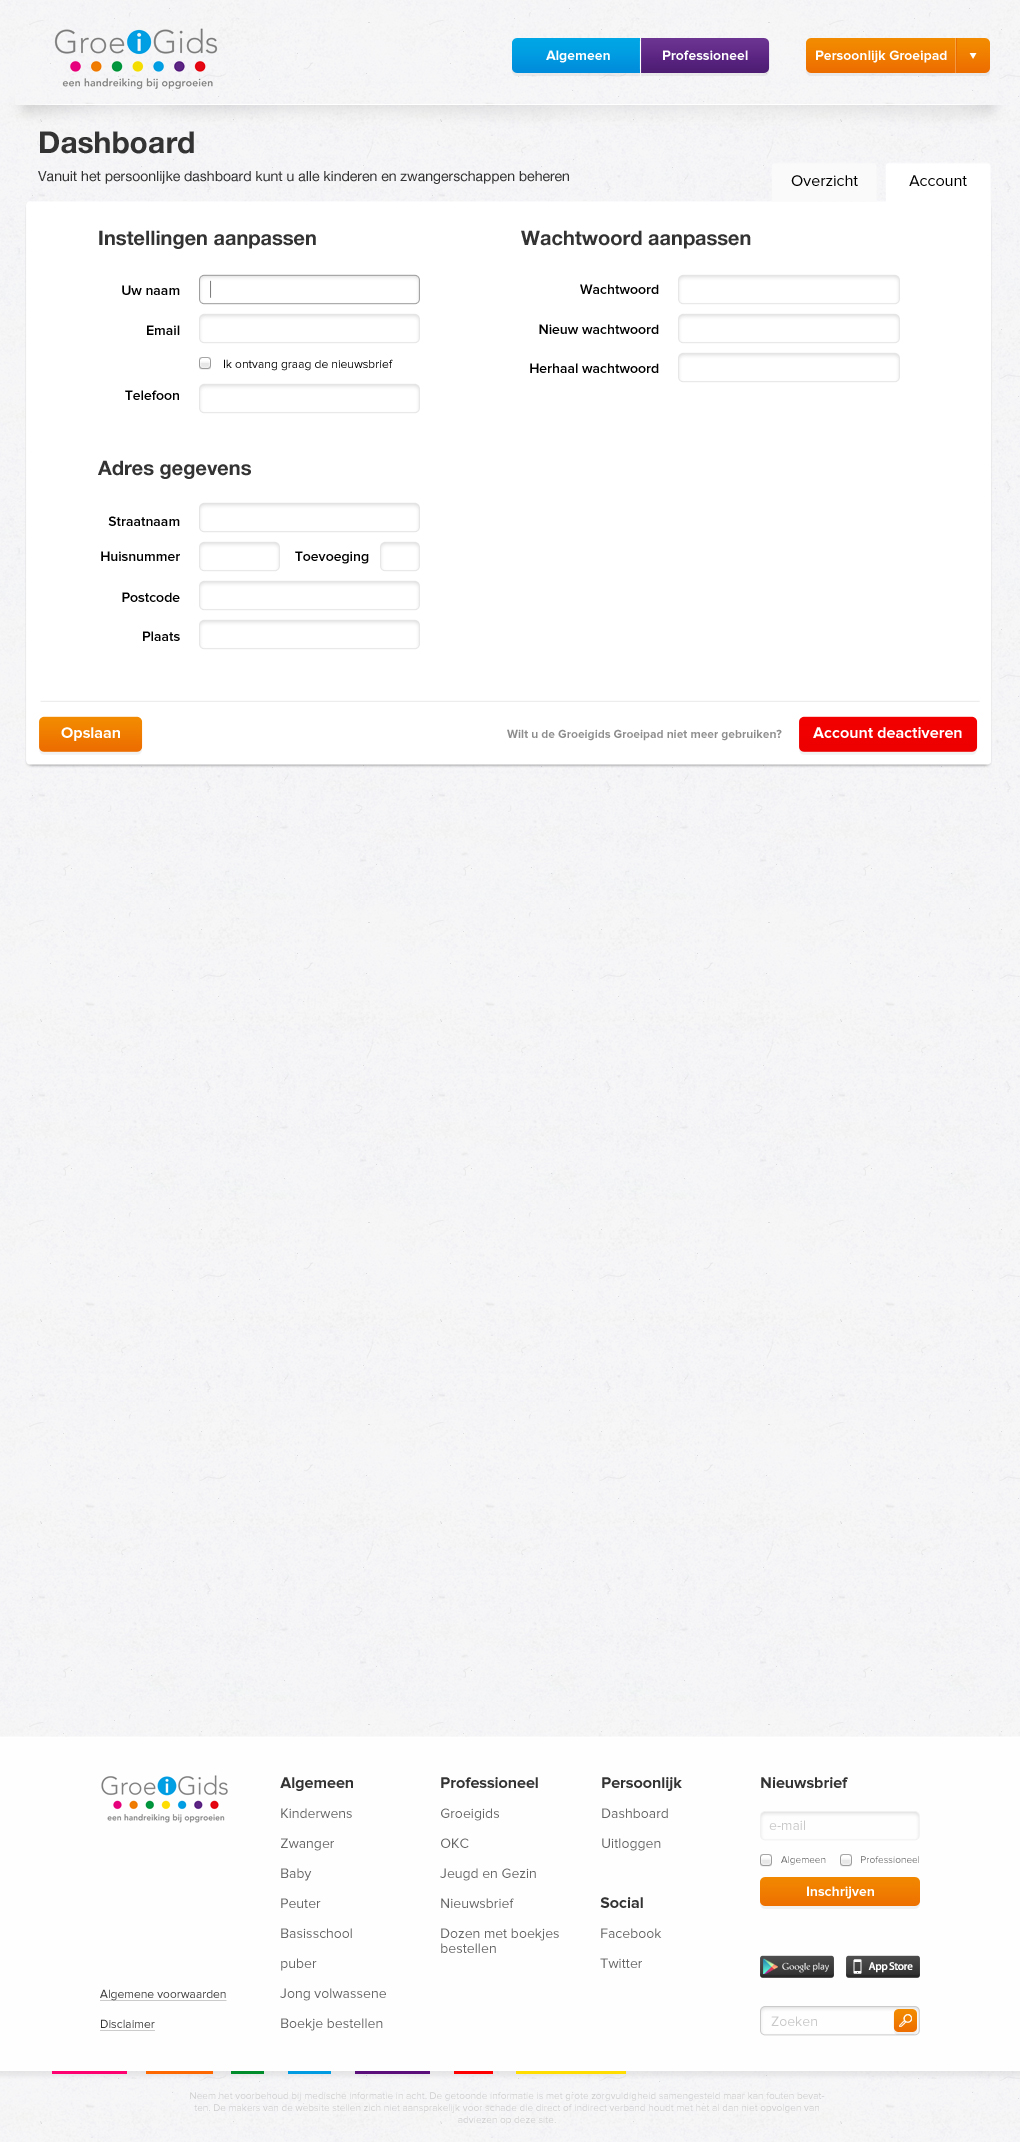 GroeiGids
een handreiking bij opgroeien
Algemeen
Professioneel
Persoonlijk Groeipad
Dashboard
Vanuit het persoonlijke dashboard kunt u alle kinderen en zwangerschappen beheren
Overzicht
Account
Instellingen aanpassen
Uw naam
Email
Ik ontvang graag de nieuwsbrief
Telefoon
Wachtwoord aanpassen
Wachtwoord
Nieuw wachtwoord
Herhaal wachtwoord
Adres gegevens
Straatnaam
Huisnummer
Toevoeging
Postcode
Plaats
Opslaan
Wilt u de Groeigids Groeipad niet meer gebruiken?
Account deactiveren
GroeiGids
een handreiking bij opgroeien
Algemene voorwaarden
Disclaimer
Algemeen
Kinderwens
Zwanger
Baby
Peuter
Basisschool
puber
Jong volwassene
Boekje bestellen
Professioneel
Groeigids
OKC
Jeugd en Gezin
Nieuwsbrief
Dozen met boekjes
bestellen
Persoonlijk
Dashboard
Uitloggen
Social
Facebook
Twitter
Nieuwsbrief
e-mail
Algemeen
Professioneel
Inschrijven
Google play
App Store
Zoeken
Neem het voorbehoud bij medische informatie in acht. De getoonde informatie is met grote zorgvuldigheid samengesteld maar kan fouten bevat-
ten. De makers van de website stellen zich niet aansprakelijk voor schade die direct of indirect verband houdt met het al dan niet opvolgen van
adviezen op deze site.